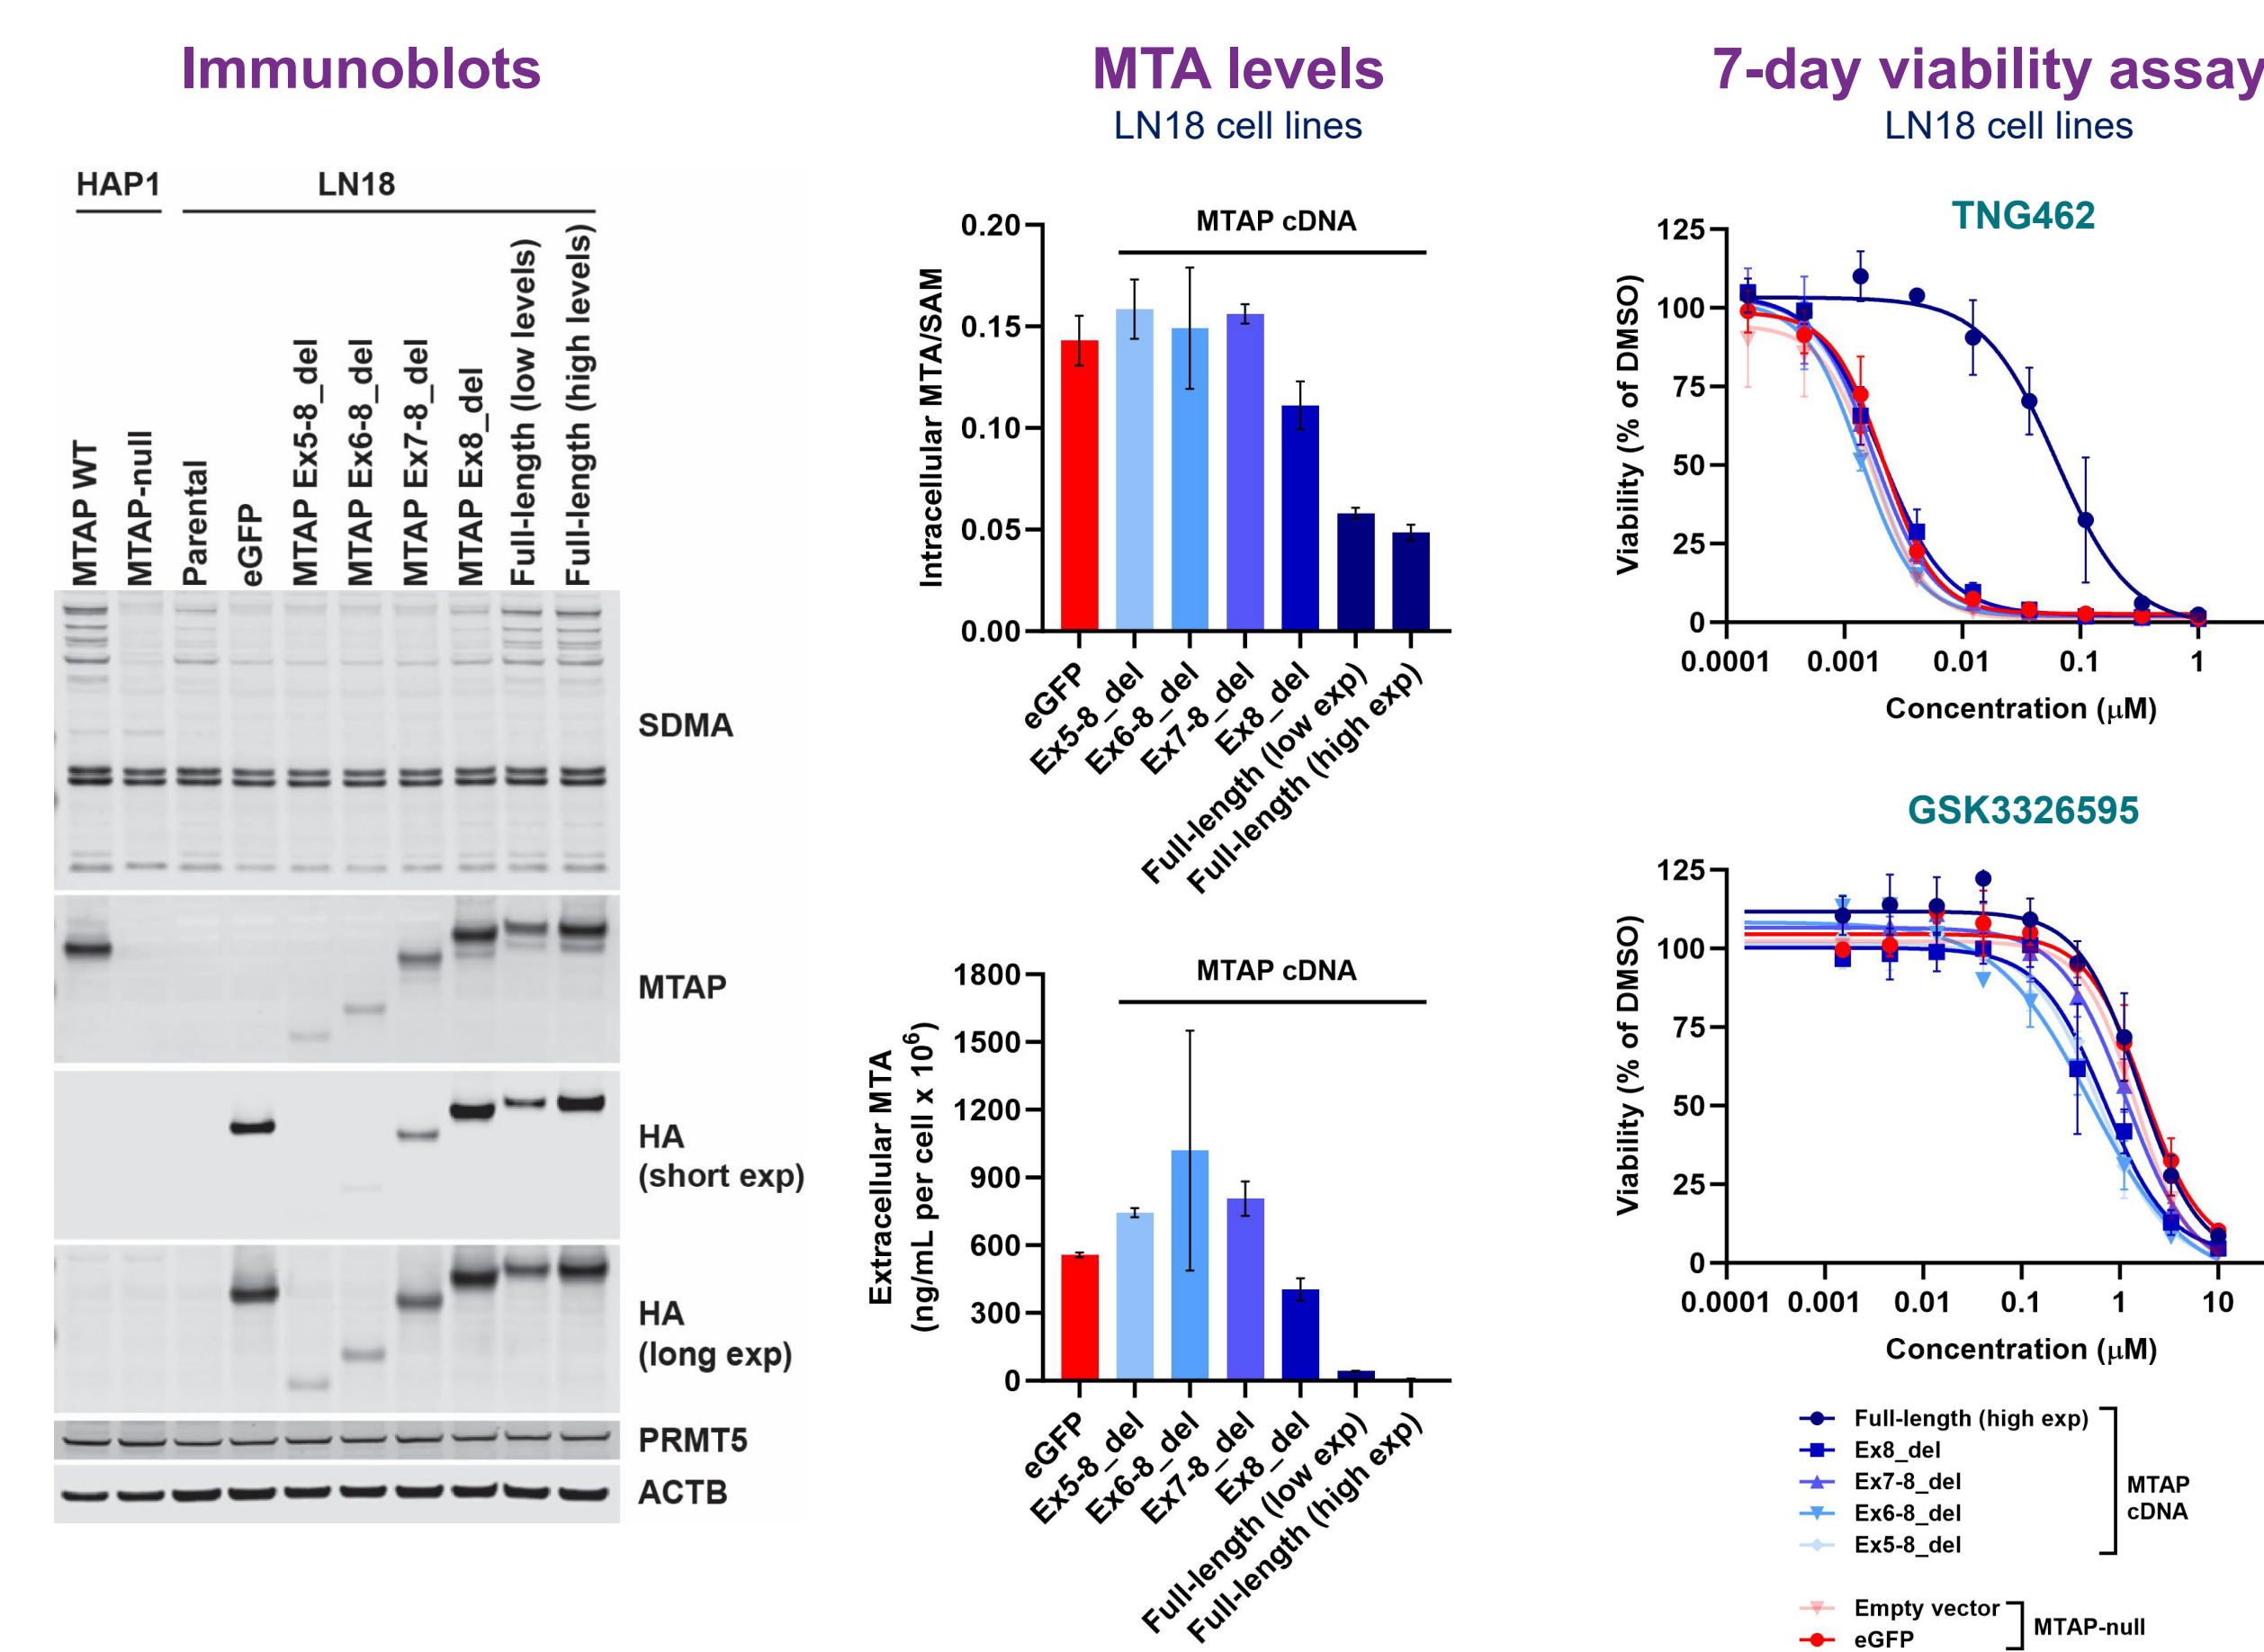 Immunoblots
HAP1
LN18
MTAP WT
MTAP-null
Parental
eGFP
MTAP Ex5-8_del
MTAP Ex6-8_del
MTAP Ex7-8_del
MTAP Ex8_del
Full-length (low levels)
Full-length (high levels)
SDMA
MTAP
HA
(short exp)
HA
(long exp)
PRMT5
ACTB
MTA levels
LN18 cell lines
MTAP cDNA
Intracellular MTA/SAM
0.20
0.15
0.10
0.05
0.00
eGFP
Ex5-8_del
Ex6-8_del
Ex7-8_del
Ex8_del
Full-length (low exp)
Full-length (high exp)
MTAP cDNA
Extracellular MTA
(ng/mL per cell x 10⁶)
1800
1500
1200
900
600
300
0
eGFP
Ex5-8_del
Ex6-8_del
Ex7-8_del
Ex8_del
Full-length (low exp)
Full-length (high exp)
7-day viability assay
LN18 cell lines
TNG462
Viability (% of DMSO)
125
100
75
50
25
0
0.0001 0.001 0.01 0.1 1
Concentration (μM)
GSK3326595
Viability (% of DMSO)
125
100
75
50
25
0
0.0001 0.001 0.01 0.1 1 10
Concentration (μM)
Full-length (high exp)
Ex8_del
Ex7-8_del
Ex6-8_del
Ex5-8_del
MTAP
cDNA
Empty vector
eGFP
MTAP-null